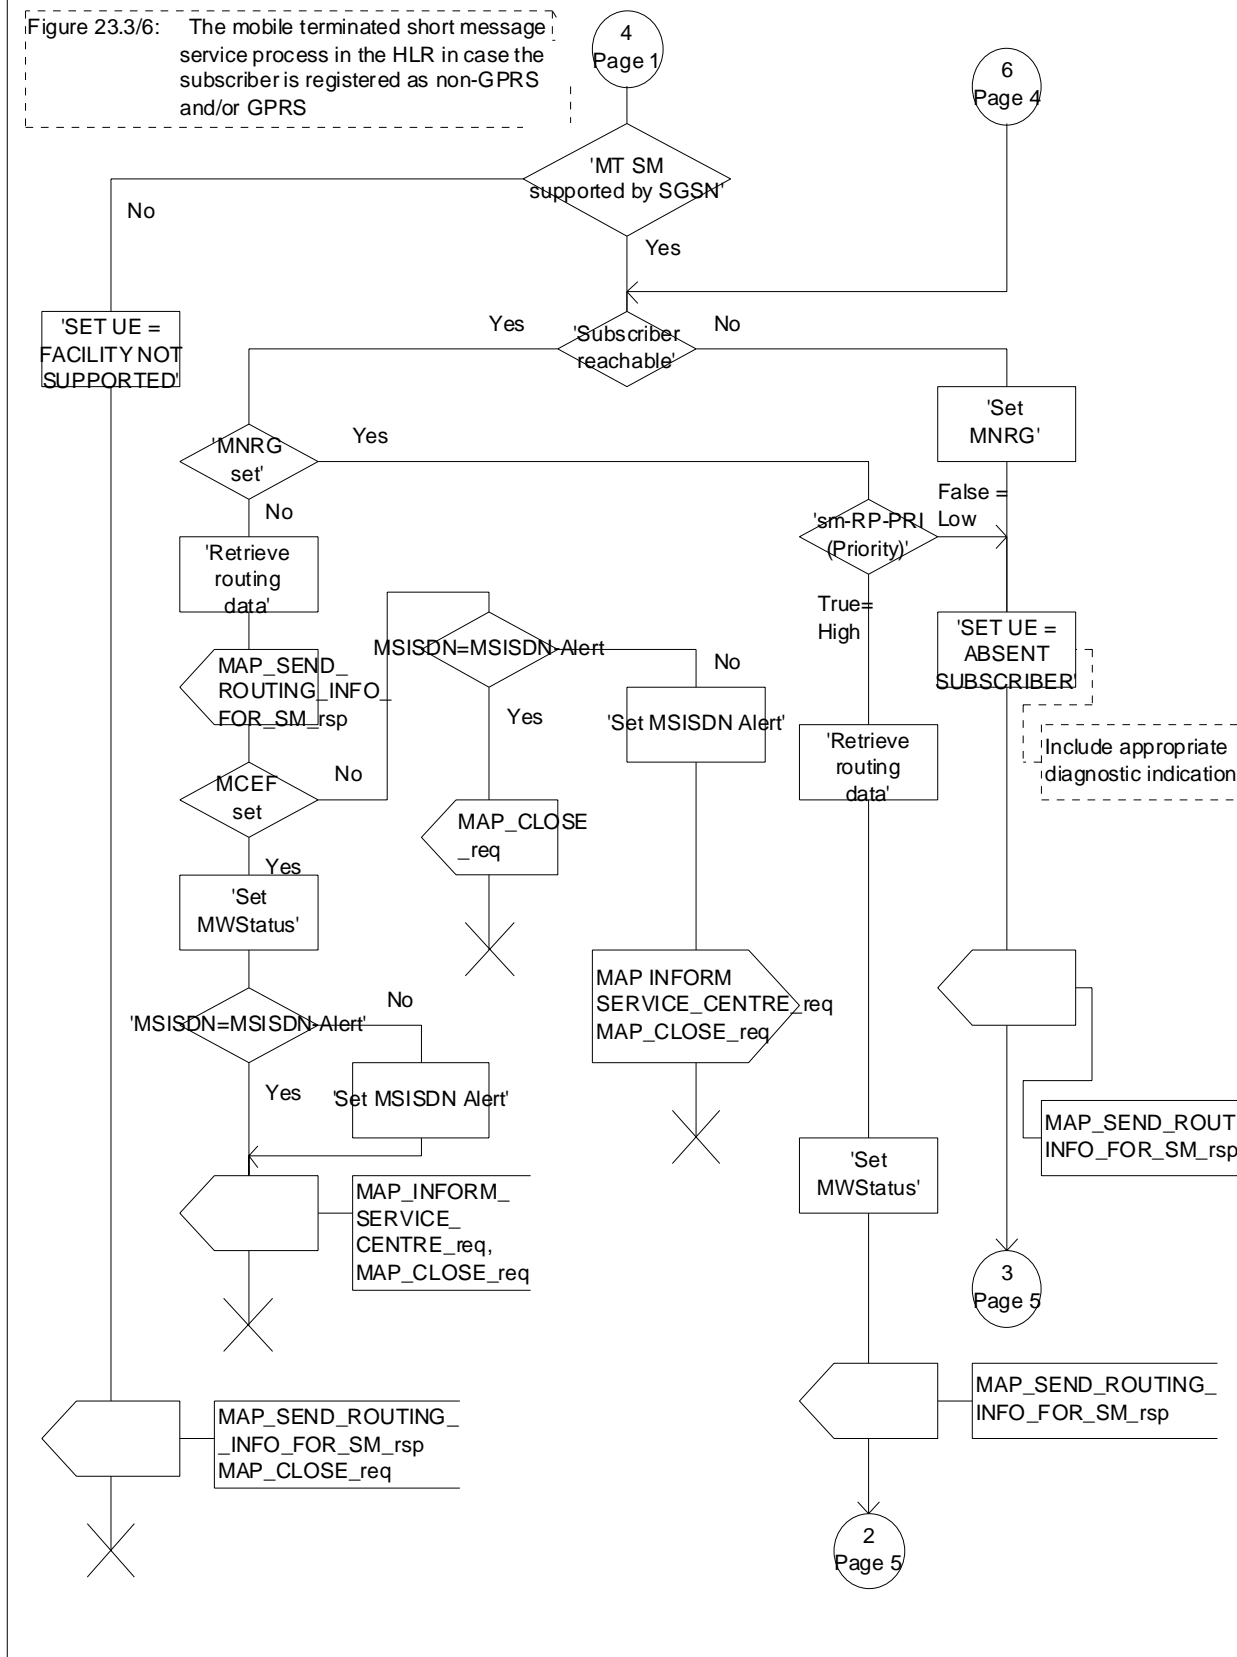 Figure 23.3/6: The mobile terminated short message
service process in the HLR in case the
subscriber is registered as non-GPRS
and/or GPRS
4
Page 1
6
Page 4
'MT SM
supported by SGSN'
No
Yes
'SET UE =
FACILITY NOT
SUPPORTED'
Yes
'Subscriber
reachable'
No
'Set
MNRG'
'MNRG
set'
Yes
No
False =
Low
'sm-RP-PRI
(Priority)'
True=
High
'Retrieve
routing
data'
'SET UE =
ABSENT
SUBSCRIBER'
Include appropriate
diagnostic indication
MAP_SEND_
ROUTING_INFO_
FOR_SM_rsp
MSISDN=MSISDN-Alert
No
Yes
'Set MSISDN Alert'
'Retrieve
routing
data'
MCEF
set
No
Yes
MAP_CLOSE
_req
'Set
MWStatus'
MAP INFORM
SERVICE_CENTRE_req
MAP_CLOSE_req
'MSISDN=MSISDN-Alert'
No
Yes
'Set MSISDN Alert'
MAP_SEND_ROUT
INFO_FOR_SM_rsp
'Set
MWStatus'
MAP_INFORM_
SERVICE_
CENTRE_req,
MAP_CLOSE_req
3
Page 5
MAP_SEND_ROUTING_
INFO_FOR_SM_rsp
MAP_SEND_ROUTING_
_INFO_FOR_SM_rsp
MAP_CLOSE_req
2
Page 5